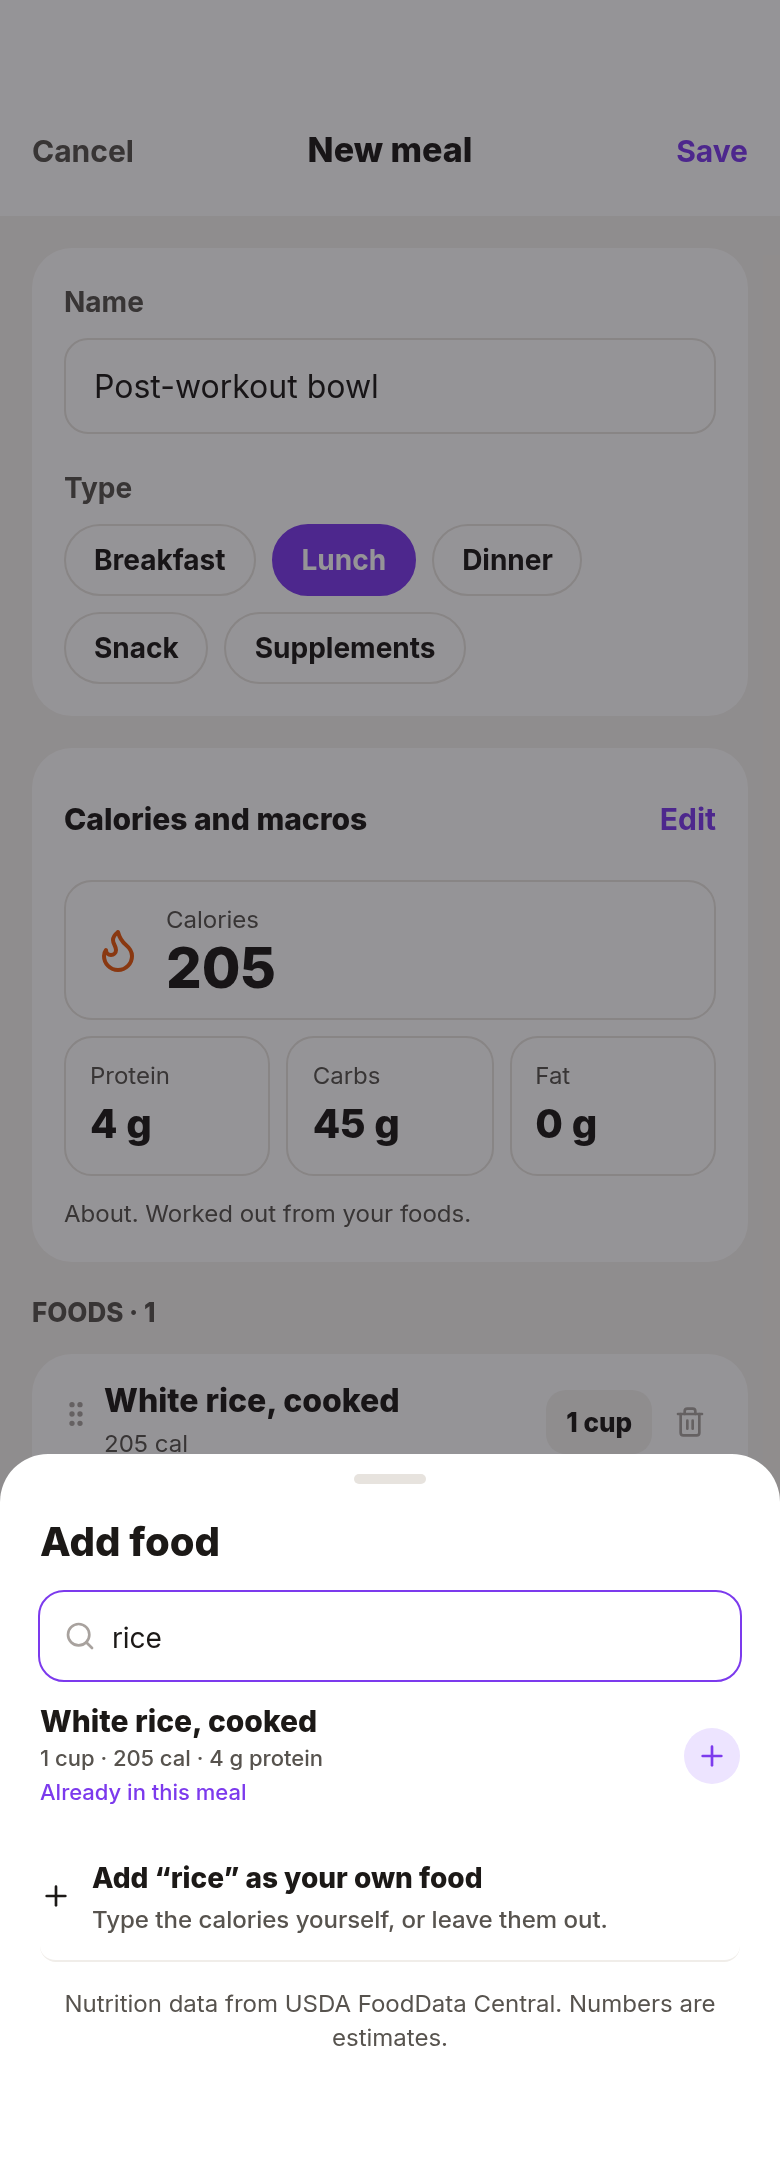 Cancel
New meal
Save
Name
Post-workout bowl
Type
Breakfast
Lunch
Dinner
Snack
Supplements
Calories and macros
Edit
Calories
205
Protein
4 g
Carbs
45 g
Fat
0 g
About. Worked out from your foods.
FOODS · 1
White rice, cooked
205 cal
1 cup
Add food
rice
White rice, cooked
1 cup · 205 cal · 4 g protein
Already in this meal
Add “rice” as your own food
Type the calories yourself, or leave them out.
Nutrition data from USDA FoodData Central. Numbers are
estimates.